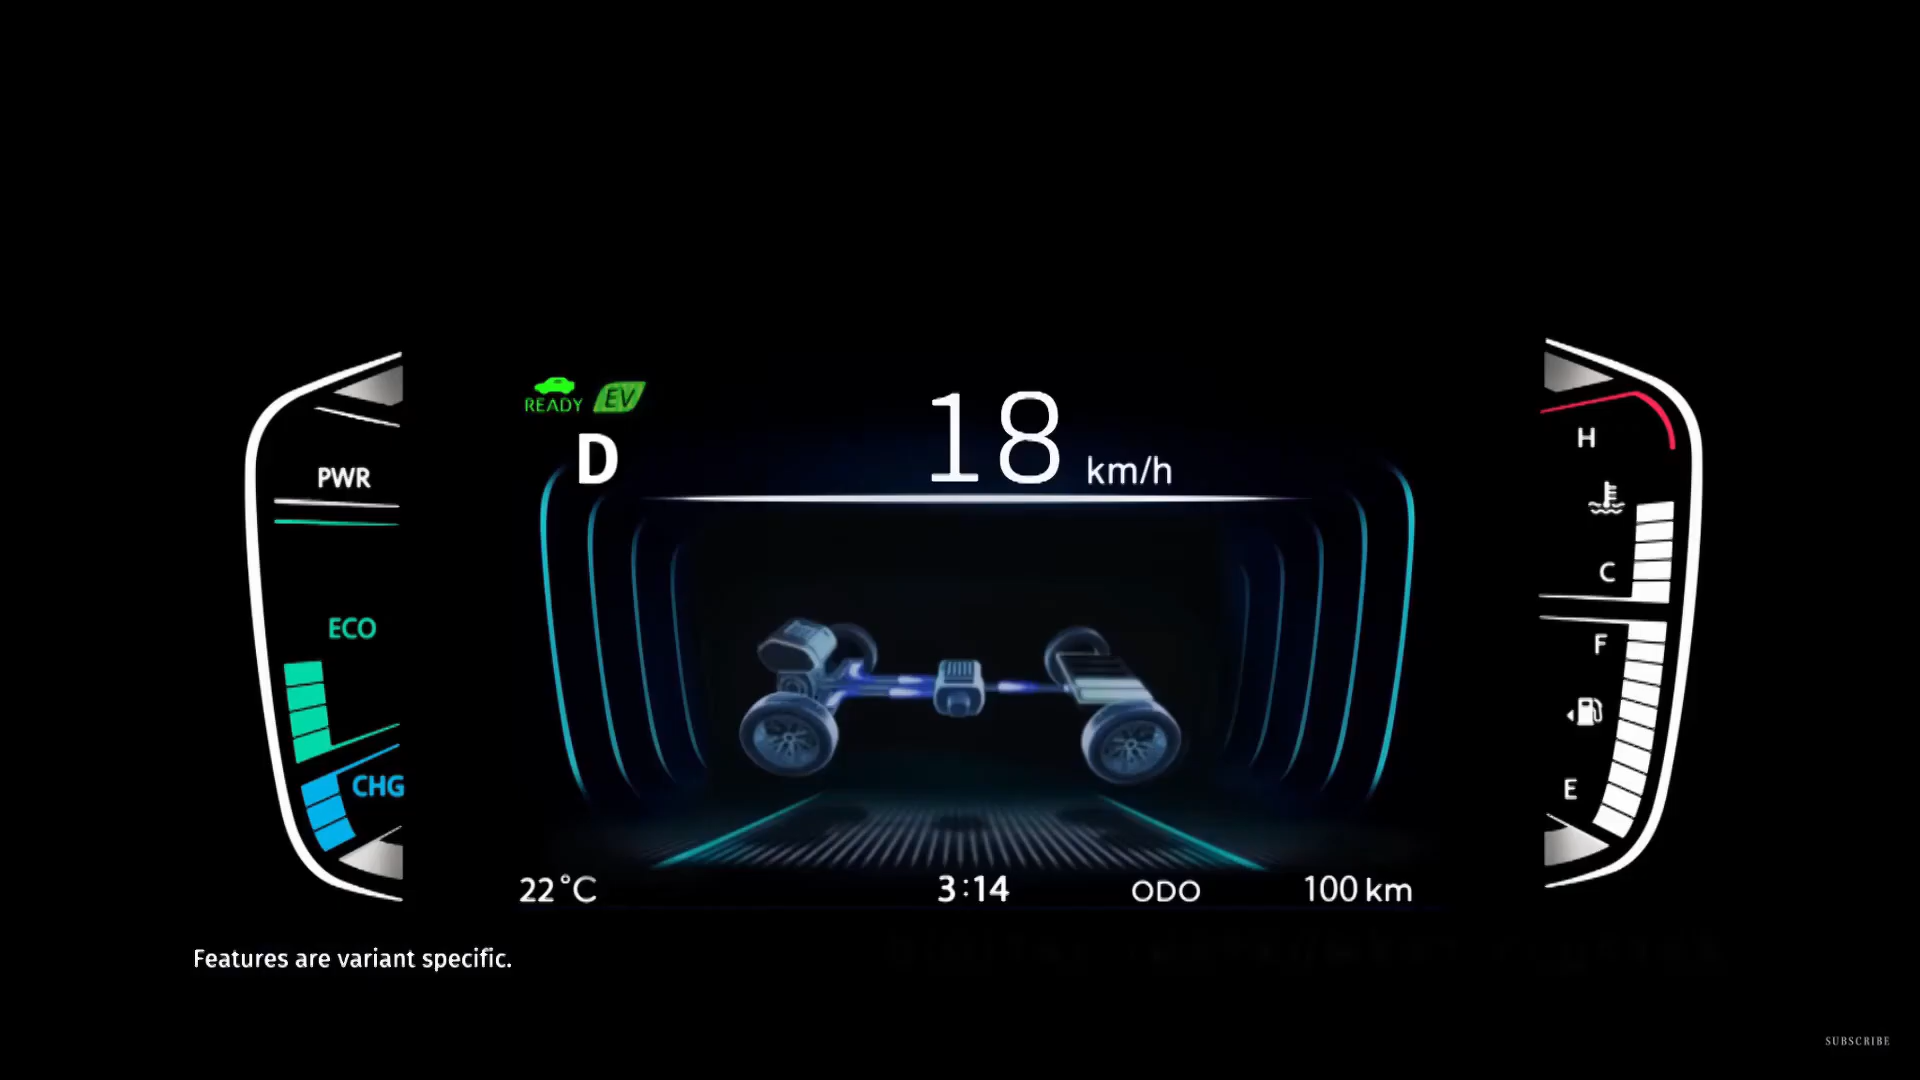 READY EV
D
18 km/h
PWR
ECO
CHG
H
C
F
E
22°C
3:14
ODO
100 km
Features are variant specific.
SUBSCRIBE